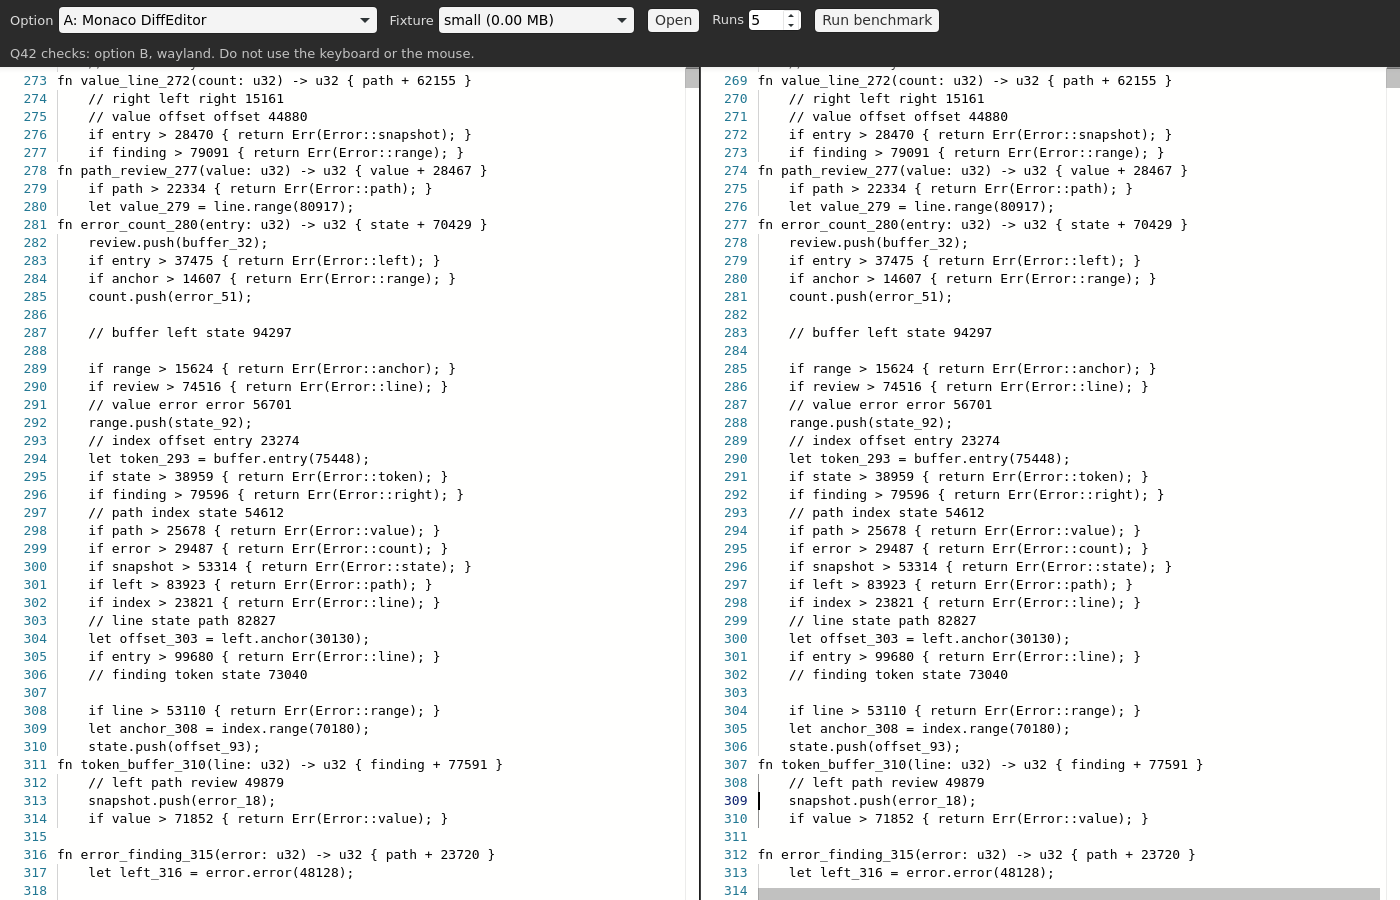 Option A: Monaco DiffEditor Fixture small (0.00 MB) Open Runs 5 Run benchmark
Q42 checks: option B, wayland. Do not use the keyboard or the mouse.
273 fn value_line_272(count: u32) -> u32 { path + 62155 }
274     // right left right 15161
275     // value offset offset 44880
276     if entry > 28470 { return Err(Error::snapshot); }
277     if finding > 79091 { return Err(Error::range); }
278 fn path_review_277(value: u32) -> u32 { value + 28467 }
279     if path > 22334 { return Err(Error::path); }
280     let value_279 = line.range(80917);
281 fn error_count_280(entry: u32) -> u32 { state + 70429 }
282     review.push(buffer_32);
283     if entry > 37475 { return Err(Error::left); }
284     if anchor > 14607 { return Err(Error::range); }
285     count.push(error_51);
286
287     // buffer left state 94297
288
289     if range > 15624 { return Err(Error::anchor); }
290     if review > 74516 { return Err(Error::line); }
291     // value error error 56701
292     range.push(state_92);
293     // index offset entry 23274
294     let token_293 = buffer.entry(75448);
295     if state > 38959 { return Err(Error::token); }
296     if finding > 79596 { return Err(Error::right); }
297     // path index state 54612
298     if path > 25678 { return Err(Error::value); }
299     if error > 29487 { return Err(Error::count); }
300     if snapshot > 53314 { return Err(Error::state); }
301     if left > 83923 { return Err(Error::path); }
302     if index > 23821 { return Err(Error::line); }
303     // line state path 82827
304     let offset_303 = left.anchor(30130);
305     if entry > 99680 { return Err(Error::line); }
306     // finding token state 73040
307
308     if line > 53110 { return Err(Error::range); }
309     let anchor_308 = index.range(70180);
310     state.push(offset_93);
311 fn token_buffer_310(line: u32) -> u32 { finding + 77591 }
312     // left path review 49879
313     snapshot.push(error_18);
314     if value > 71852 { return Err(Error::value); }
315
316 fn error_finding_315(error: u32) -> u32 { path + 23720 }
317     let left_316 = error.error(48128);
318
269 fn value_line_272(count: u32) -> u32 { path + 62155 }
270     // right left right 15161
271     // value offset offset 44880
272     if entry > 28470 { return Err(Error::snapshot); }
273     if finding > 79091 { return Err(Error::range); }
274 fn path_review_277(value: u32) -> u32 { value + 28467 }
275     if path > 22334 { return Err(Error::path); }
276     let value_279 = line.range(80917);
277 fn error_count_280(entry: u32) -> u32 { state + 70429 }
278     review.push(buffer_32);
279     if entry > 37475 { return Err(Error::left); }
280     if anchor > 14607 { return Err(Error::range); }
281     count.push(error_51);
282
283     // buffer left state 94297
284
285     if range > 15624 { return Err(Error::anchor); }
286     if review > 74516 { return Err(Error::line); }
287     // value error error 56701
288     range.push(state_92);
289     // index offset entry 23274
290     let token_293 = buffer.entry(75448);
291     if state > 38959 { return Err(Error::token); }
292     if finding > 79596 { return Err(Error::right); }
293     // path index state 54612
294     if path > 25678 { return Err(Error::value); }
295     if error > 29487 { return Err(Error::count); }
296     if snapshot > 53314 { return Err(Error::state); }
297     if left > 83923 { return Err(Error::path); }
298     if index > 23821 { return Err(Error::line); }
299     // line state path 82827
300     let offset_303 = left.anchor(30130);
301     if entry > 99680 { return Err(Error::line); }
302     // finding token state 73040
303
304     if line > 53110 { return Err(Error::range); }
305     let anchor_308 = index.range(70180);
306     state.push(offset_93);
307 fn token_buffer_310(line: u32) -> u32 { finding + 77591 }
308     // left path review 49879
309     snapshot.push(error_18);
310     if value > 71852 { return Err(Error::value); }
311
312 fn error_finding_315(error: u32) -> u32 { path + 23720 }
313     let left_316 = error.error(48128);
314